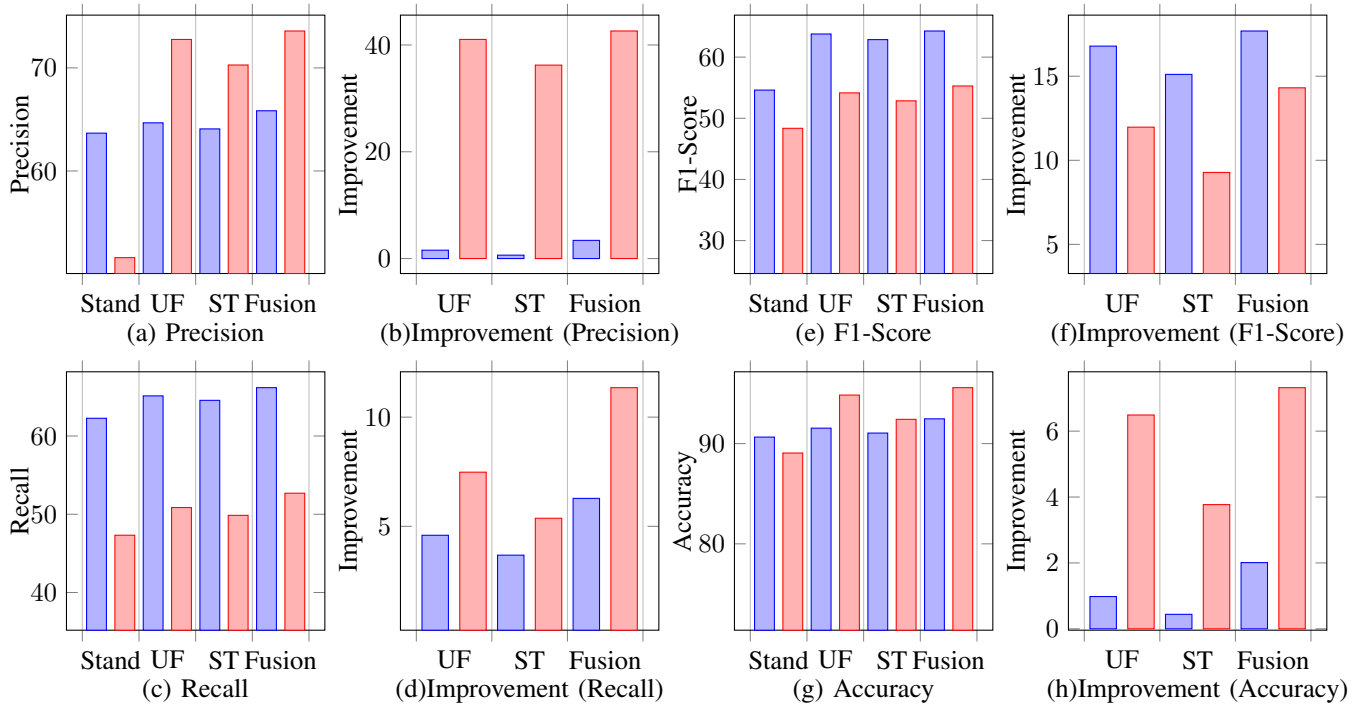 Precision
70
60
Stand UF ST Fusion
(a) Precision
Improvement
40
20
0
UF ST Fusion
(b)Improvement (Precision)
F1-Score
60
50
40
30
Stand UF ST Fusion
(e) F1-Score
Improvement
15
10
5
UF ST Fusion
(f)Improvement (F1-Score)
Recall
60
50
40
Stand UF ST Fusion
(c) Recall
Improvement
10
5
UF ST Fusion
(d)Improvement (Recall)
Accuracy
90
80
Stand UF ST Fusion
(g) Accuracy
Improvement
6
4
2
0
UF ST Fusion
(h)Improvement (Accuracy)